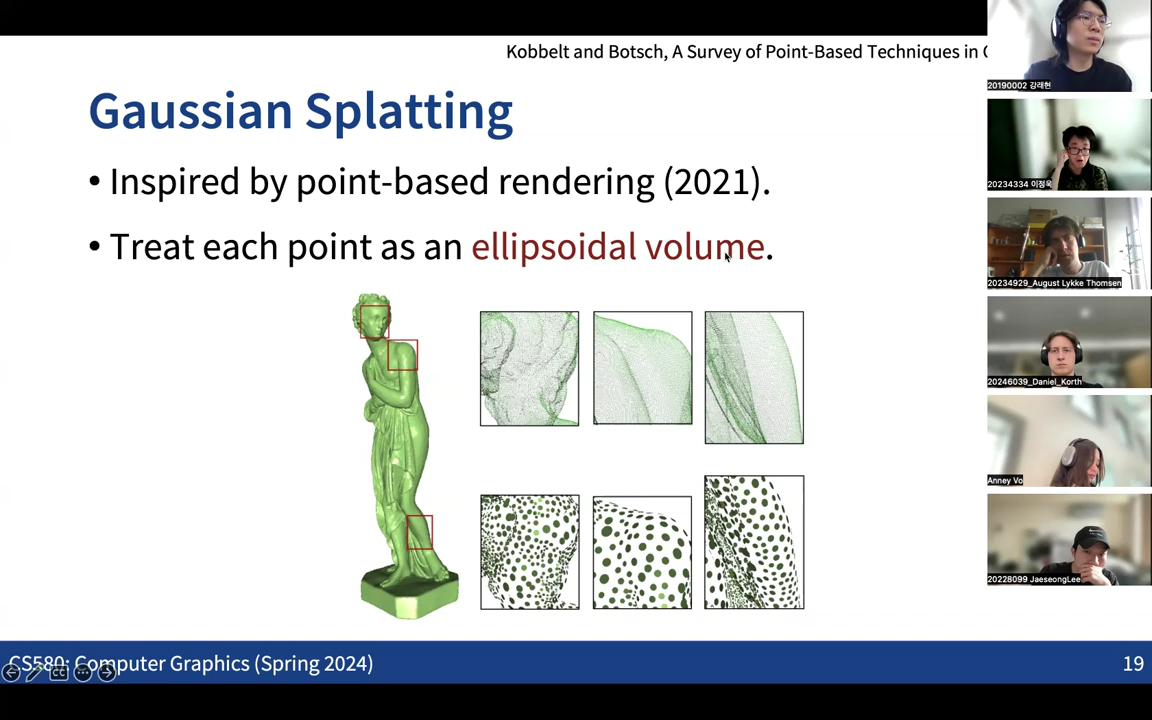 Kobbelt and Botsch, A Survey of Point-Based Techniques in C
Gaussian Splatting
• Inspired by point-based rendering (2021).
• Treat each point as an ellipsoidal volume.
CS580: Computer Graphics (Spring 2024)
19
20190002 강래현
20234334 이정욱
20234929_August Lykke Thomsen
20246039_Daniel_Korth
Anney Vo
20228099 JaeseongLee